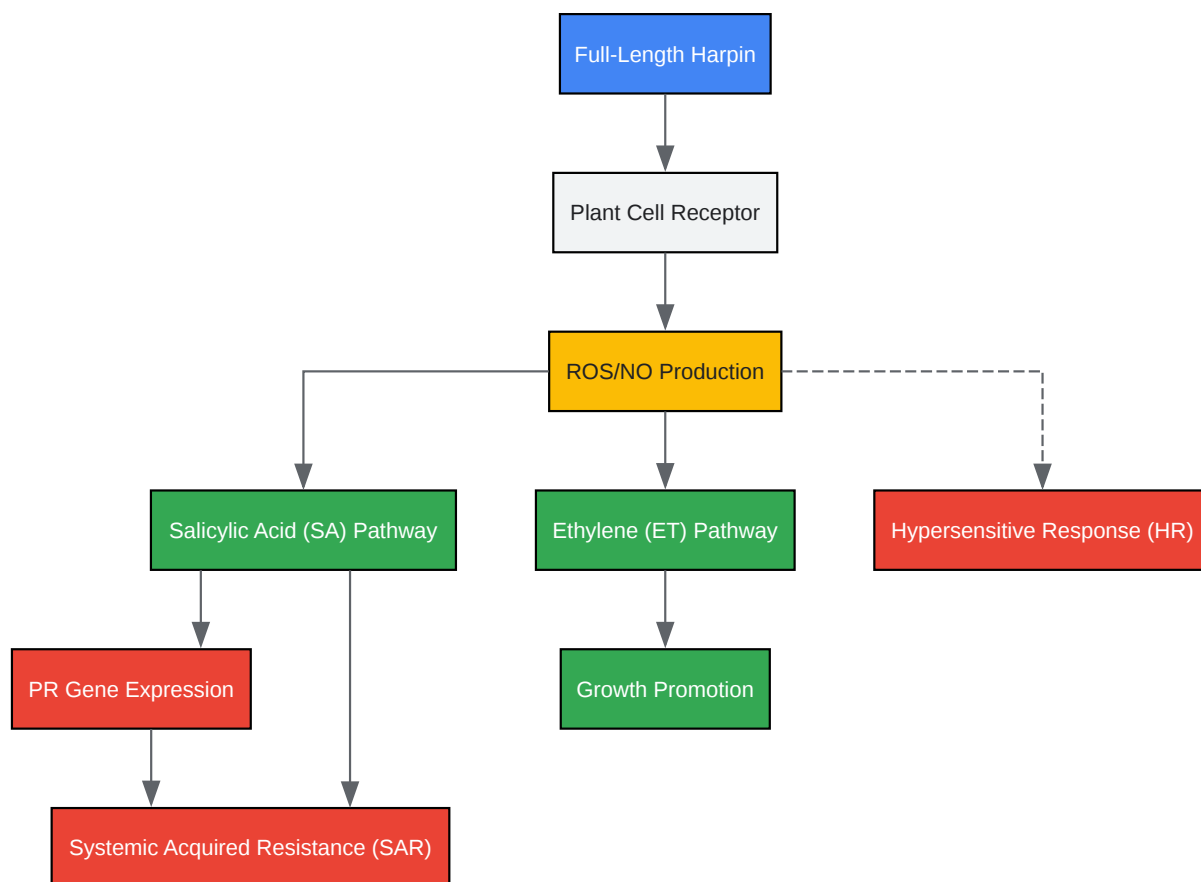 Full-Length Harpin
Plant Cell Receptor
ROS/NO Production
Salicylic Acid (SA) Pathway
Ethylene (ET) Pathway
Hypersensitive Response (HR)
PR Gene Expression
Growth Promotion
Systemic Acquired Resistance (SAR)